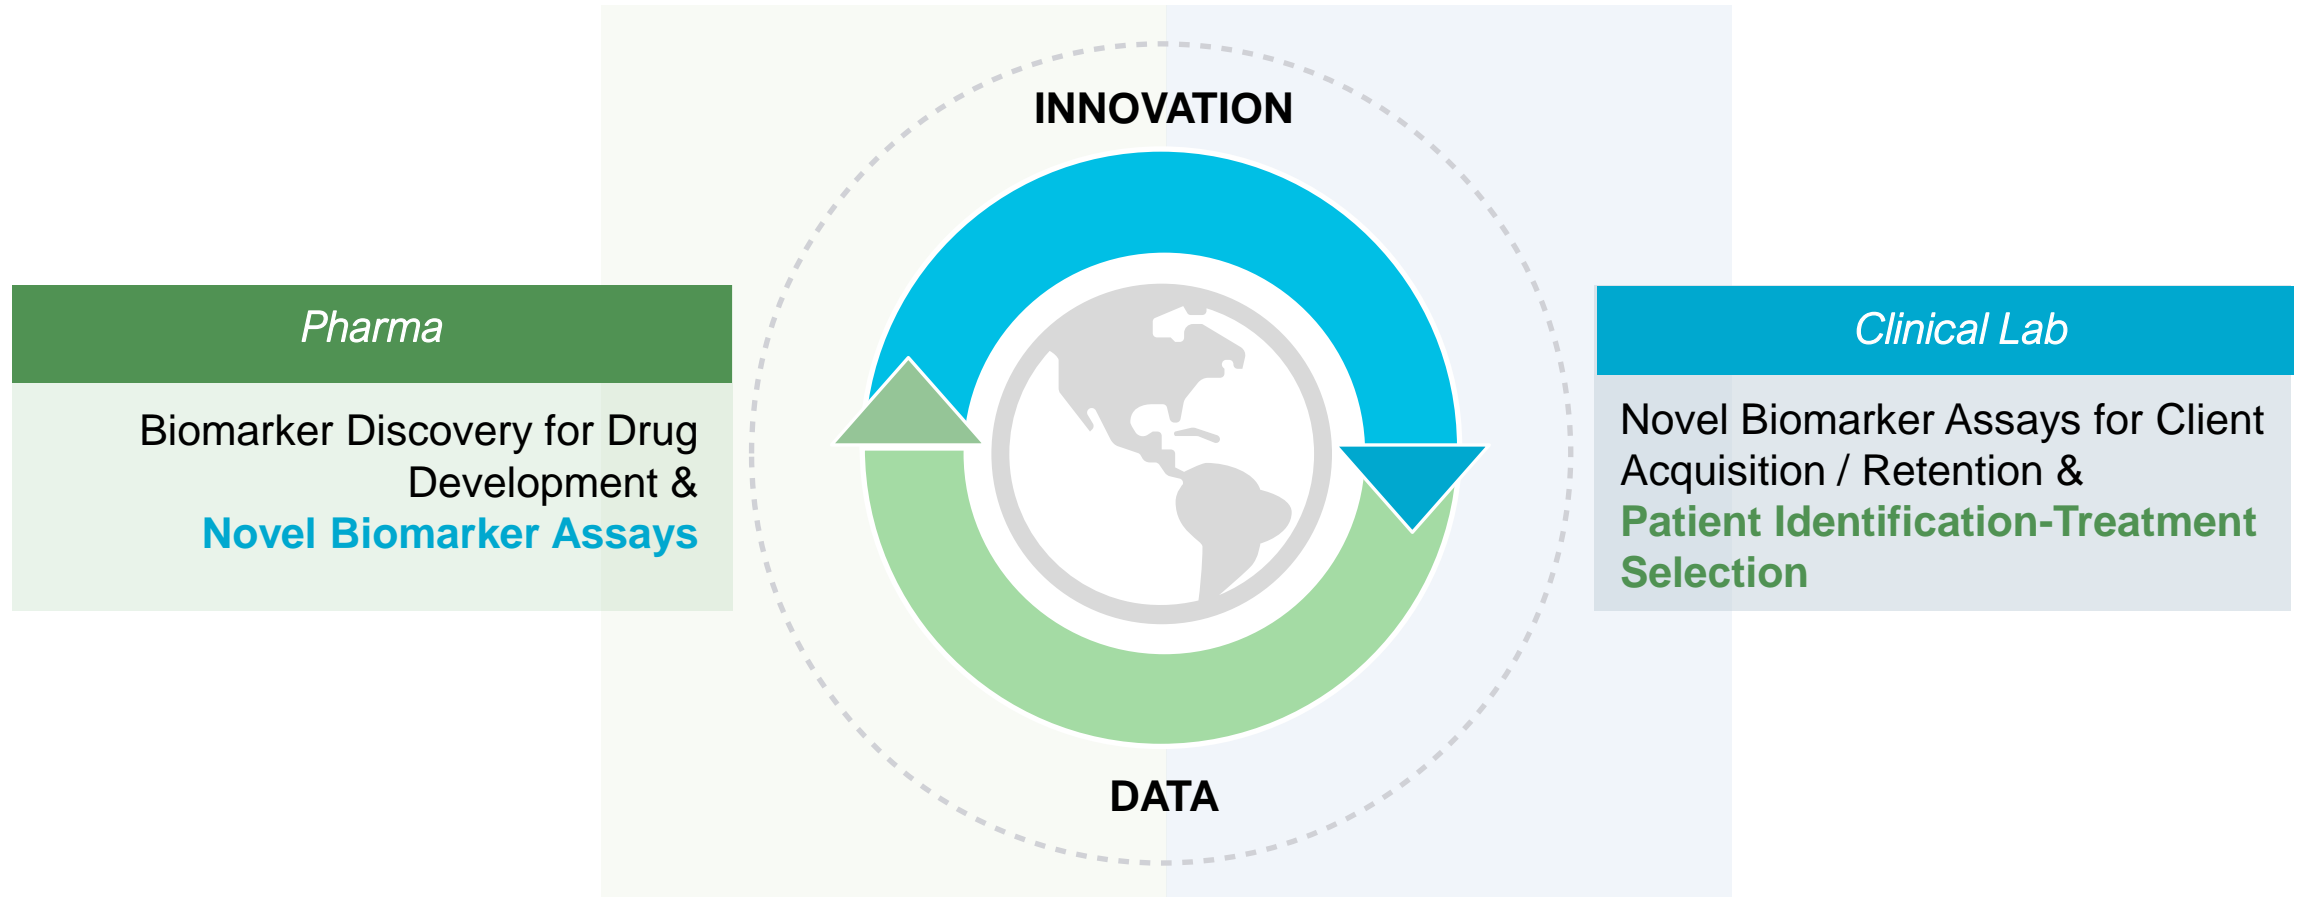 INNOVATION
Pharma
Biomarker Discovery for Drug
Development &
Novel Biomarker Assays
Clinical Lab
Novel Biomarker Assays for Client
Acquisition / Retention &
Patient Identification-Treatment
Selection
DATA